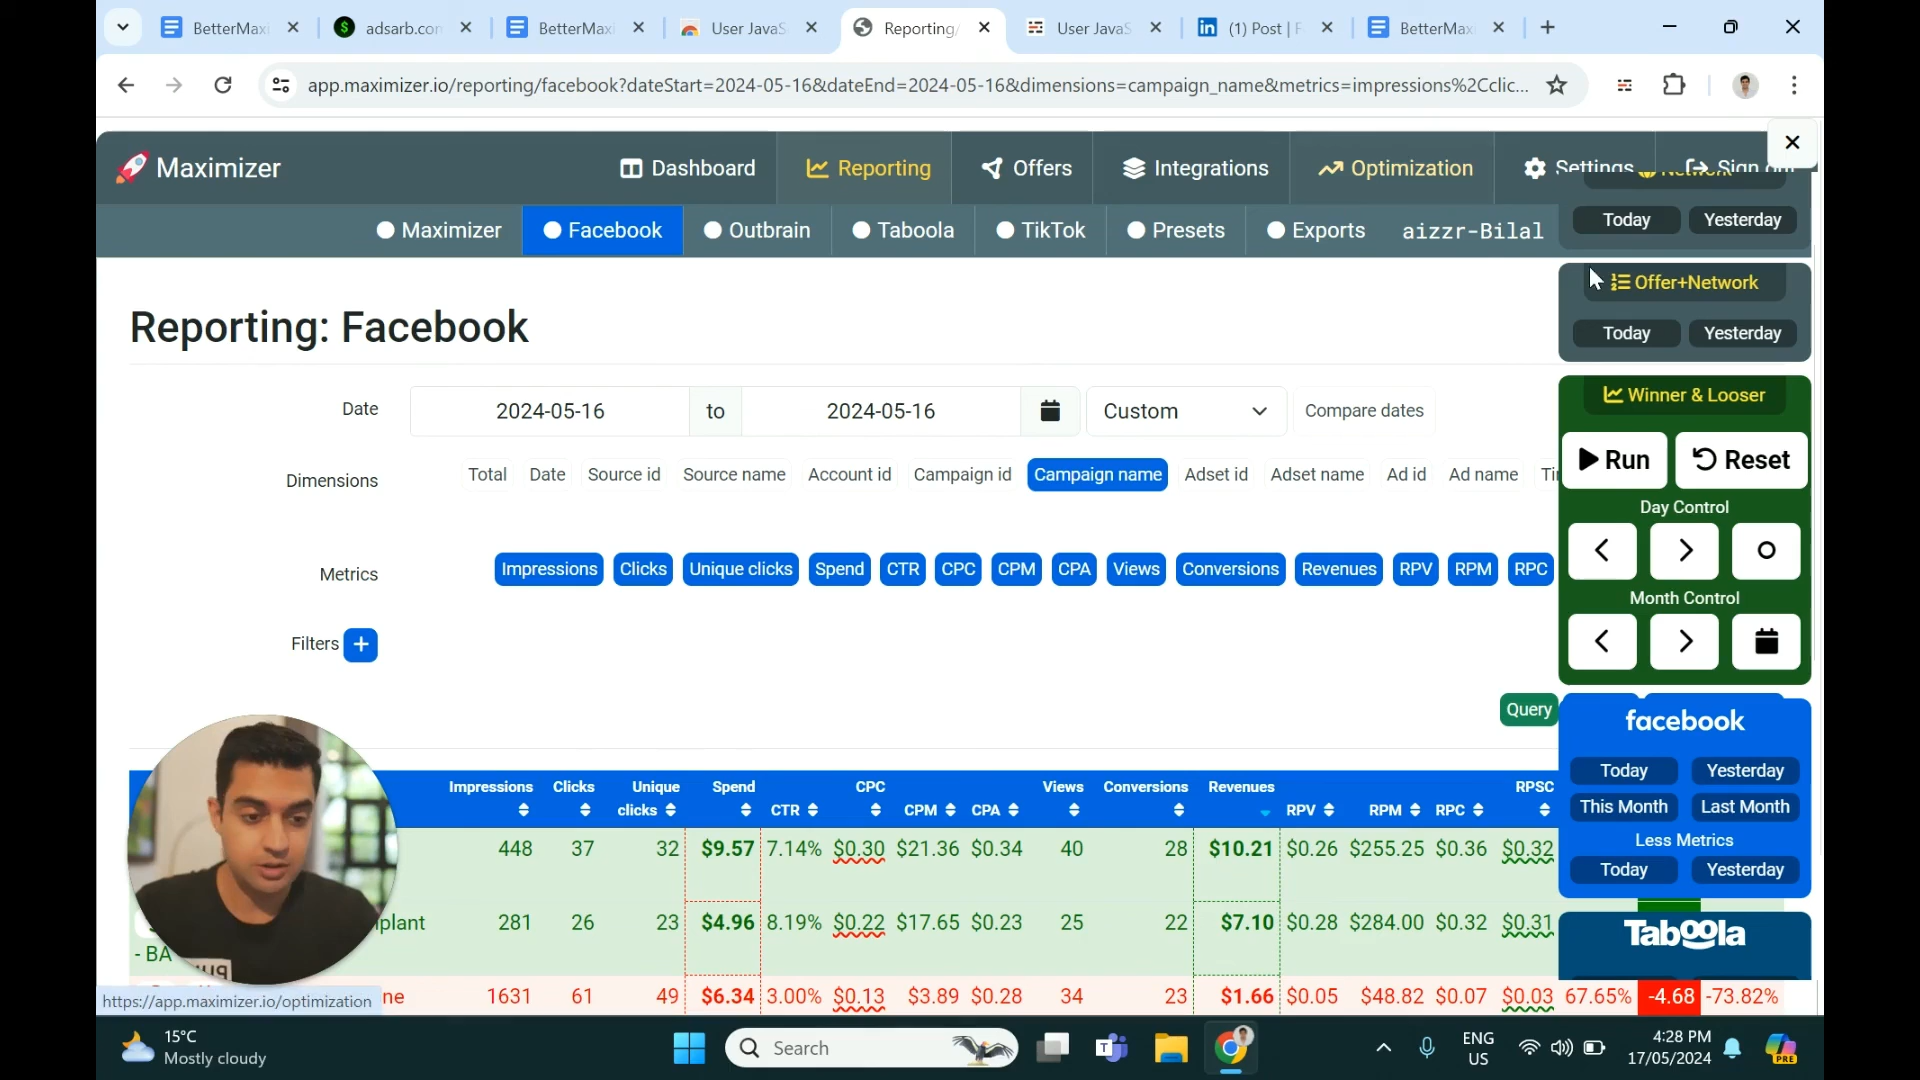 BetterMaxi
adsarb.com
BetterMaxi
User JavaS
Reporting/
User JavaS
(1) Post | F
BetterMaxi
app.maximizer.io/reporting/facebook?dateStart=2024-05-16&dateEnd=2024-05-16&dimensions=campaign_name&metrics=impressions%2Cclic...
Maximizer
Dashboard
Reporting
Offers
Integrations
Optimization
Settings
Sign out
Network
Today Yesterday
Maximizer
Facebook
Outbrain
Taboola
TikTok
Presets
Exports
aizzr-Bilal
Offer+Network
Today Yesterday
Reporting: Facebook
Date
2024-05-16 to 2024-05-16
Custom
Compare dates
Dimensions
Total Date Source id Source name Account id Campaign id Campaign name Adset id Adset name Ad id Ad name
Metrics
Impressions Clicks Unique clicks Spend CTR CPC CPM CPA Views Conversions Revenues RPV RPM RPC
Filters +
Query
Winner & Looser
Run Reset
Day Control
Month Control
facebook
Today Yesterday
This Month Last Month
Less Metrics
Today Yesterday
Taboola
Impressions Clicks Unique clicks Spend CTR CPC CPM CPA Views Conversions Revenues RPV RPM RPC RPSC
448 37 32 $9.57 7.14% $0.30 $21.36 $0.34 40 28 $10.21 $0.26 $255.25 $0.36 $0.32
plant 281 26 23 $4.96 8.19% $0.22 $17.65 $0.23 25 22 $7.10 $0.28 $284.00 $0.32 $0.31
- BA
ne 1631 61 49 $6.34 3.00% $0.13 $3.89 $0.28 34 23 $1.66 $0.05 $48.82 $0.07 $0.03 67.65% -4.68 -73.82%
https://app.maximizer.io/optimization
15°C
Mostly cloudy
Search
ENG
US
4:28 PM
17/05/2024
PRE